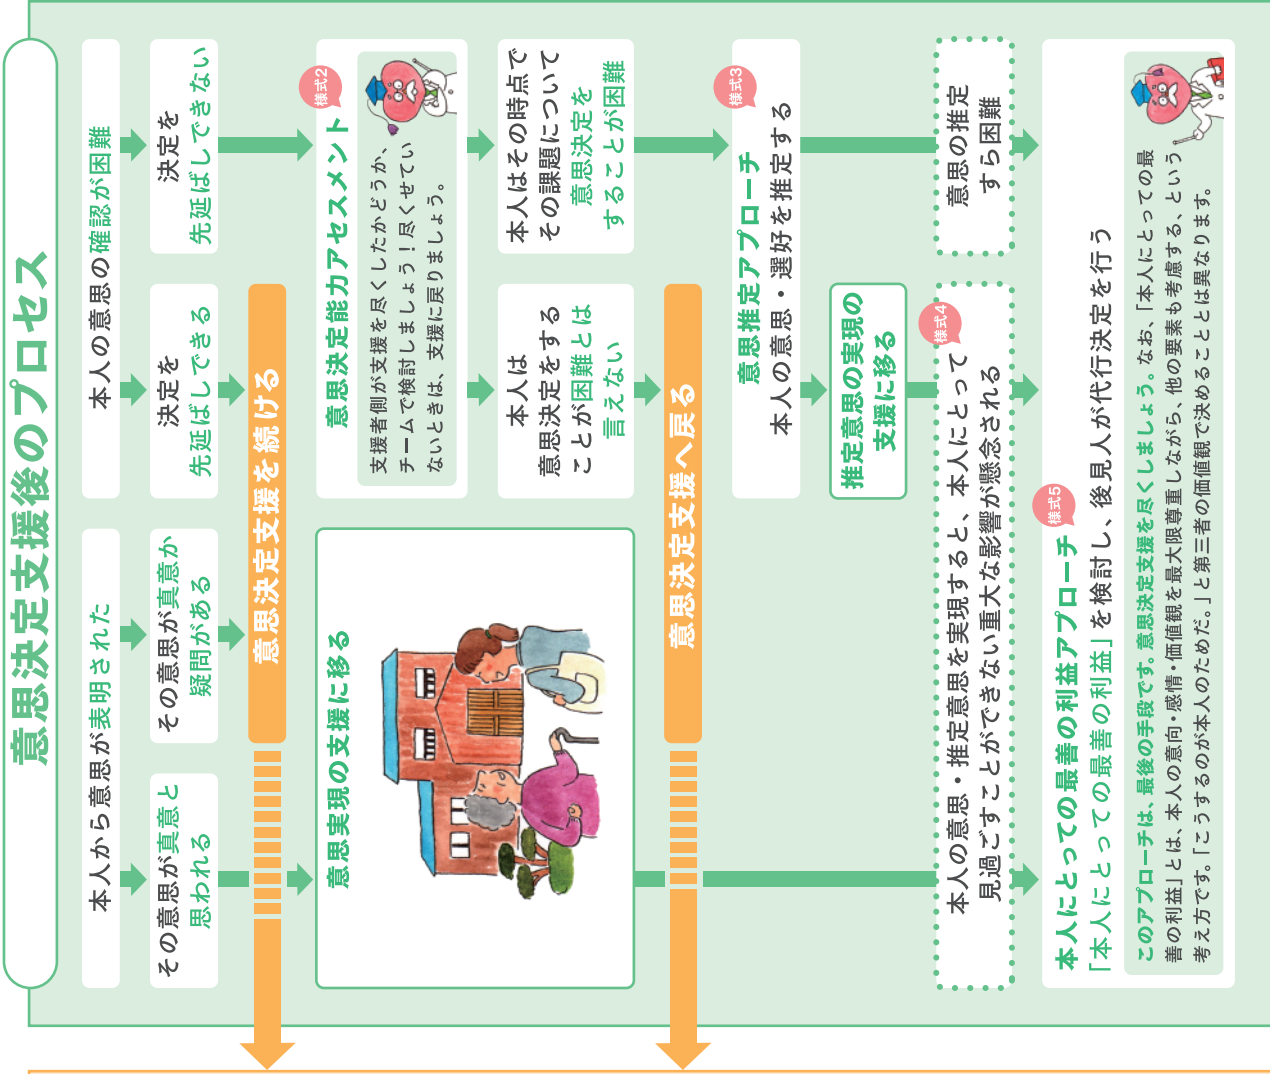 意思決定支援後のプロセス
本人から意思が表明された
本人の意思の確認が困難
その意思が真意と
思われる
その意思が真意か
疑問がある
決定を
先延ばしできる
決定を
先延ばしできない
意思決定支援を続ける
意思実現の支援に移る
様式2
意思決定能力アセスメント
支援者側が支援を尽くしたかどうか、
チームで検討しましょう！尽くせてい
ないときは、支援に戻りましょう。
本人は
意思決定をする
ことが困難とは
言えない
本人はその時点で
その課題について
意思決定を
することが困難
意思決定支援へ戻る
様式3
意思推定アプローチ
本人の意思・選好を推定する
推定意思の実現の
支援に移る
様式4
本人の意思・推定意思を実現すると、本人にとって
見過ごすことができない重大な影響が懸念される
意思の推定
すら困難
様式5
本人にとっての最善の利益アプローチ
「本人にとっての最善の利益」を検討し、後見人が代行決定を行う
このアプローチは、最後の手段です。意思決定支援を尽くしましょう。なお、「本人にとっての最
善の利益」とは、本人の意向・感情・価値観を最大限尊重しながら、他の要素も考慮する、という
考え方です。「こうするのが本人のためだ。」と第三者の価値観で決めることとは異なります。